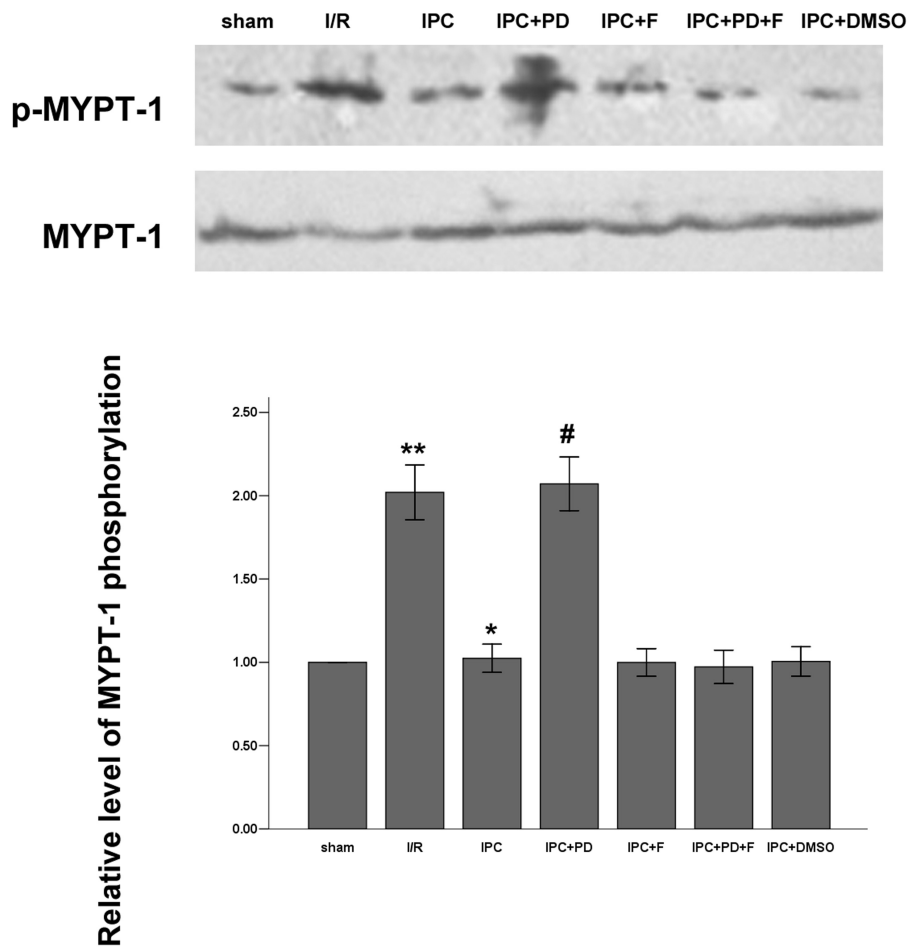 sham I/R IPC IPC+PD IPC+F IPC+PD+F IPC+DMSO
p-MYPT-1
MYPT-1
Relative level of MYPT-1 phosphorylation
2.50
**
#
2.00
1.50
*
1.00
0.50
0.00
sham I/R IPC IPC+PD IPC+F IPC+PD+F IPC+DMSO